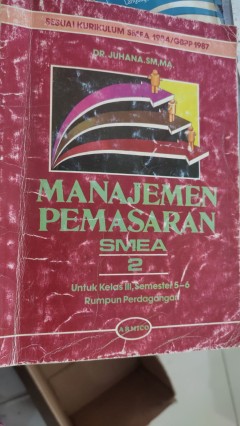 SESUAI KURIKULUM SMEA 1984/GBPP 1987
DR. JUHANA.SM,MA.
MANAJEMEN
PEMASARAN
SMEA
2
Untuk Kelas III, Semester 5-6
Rumpun Perdagangan
ARMICO